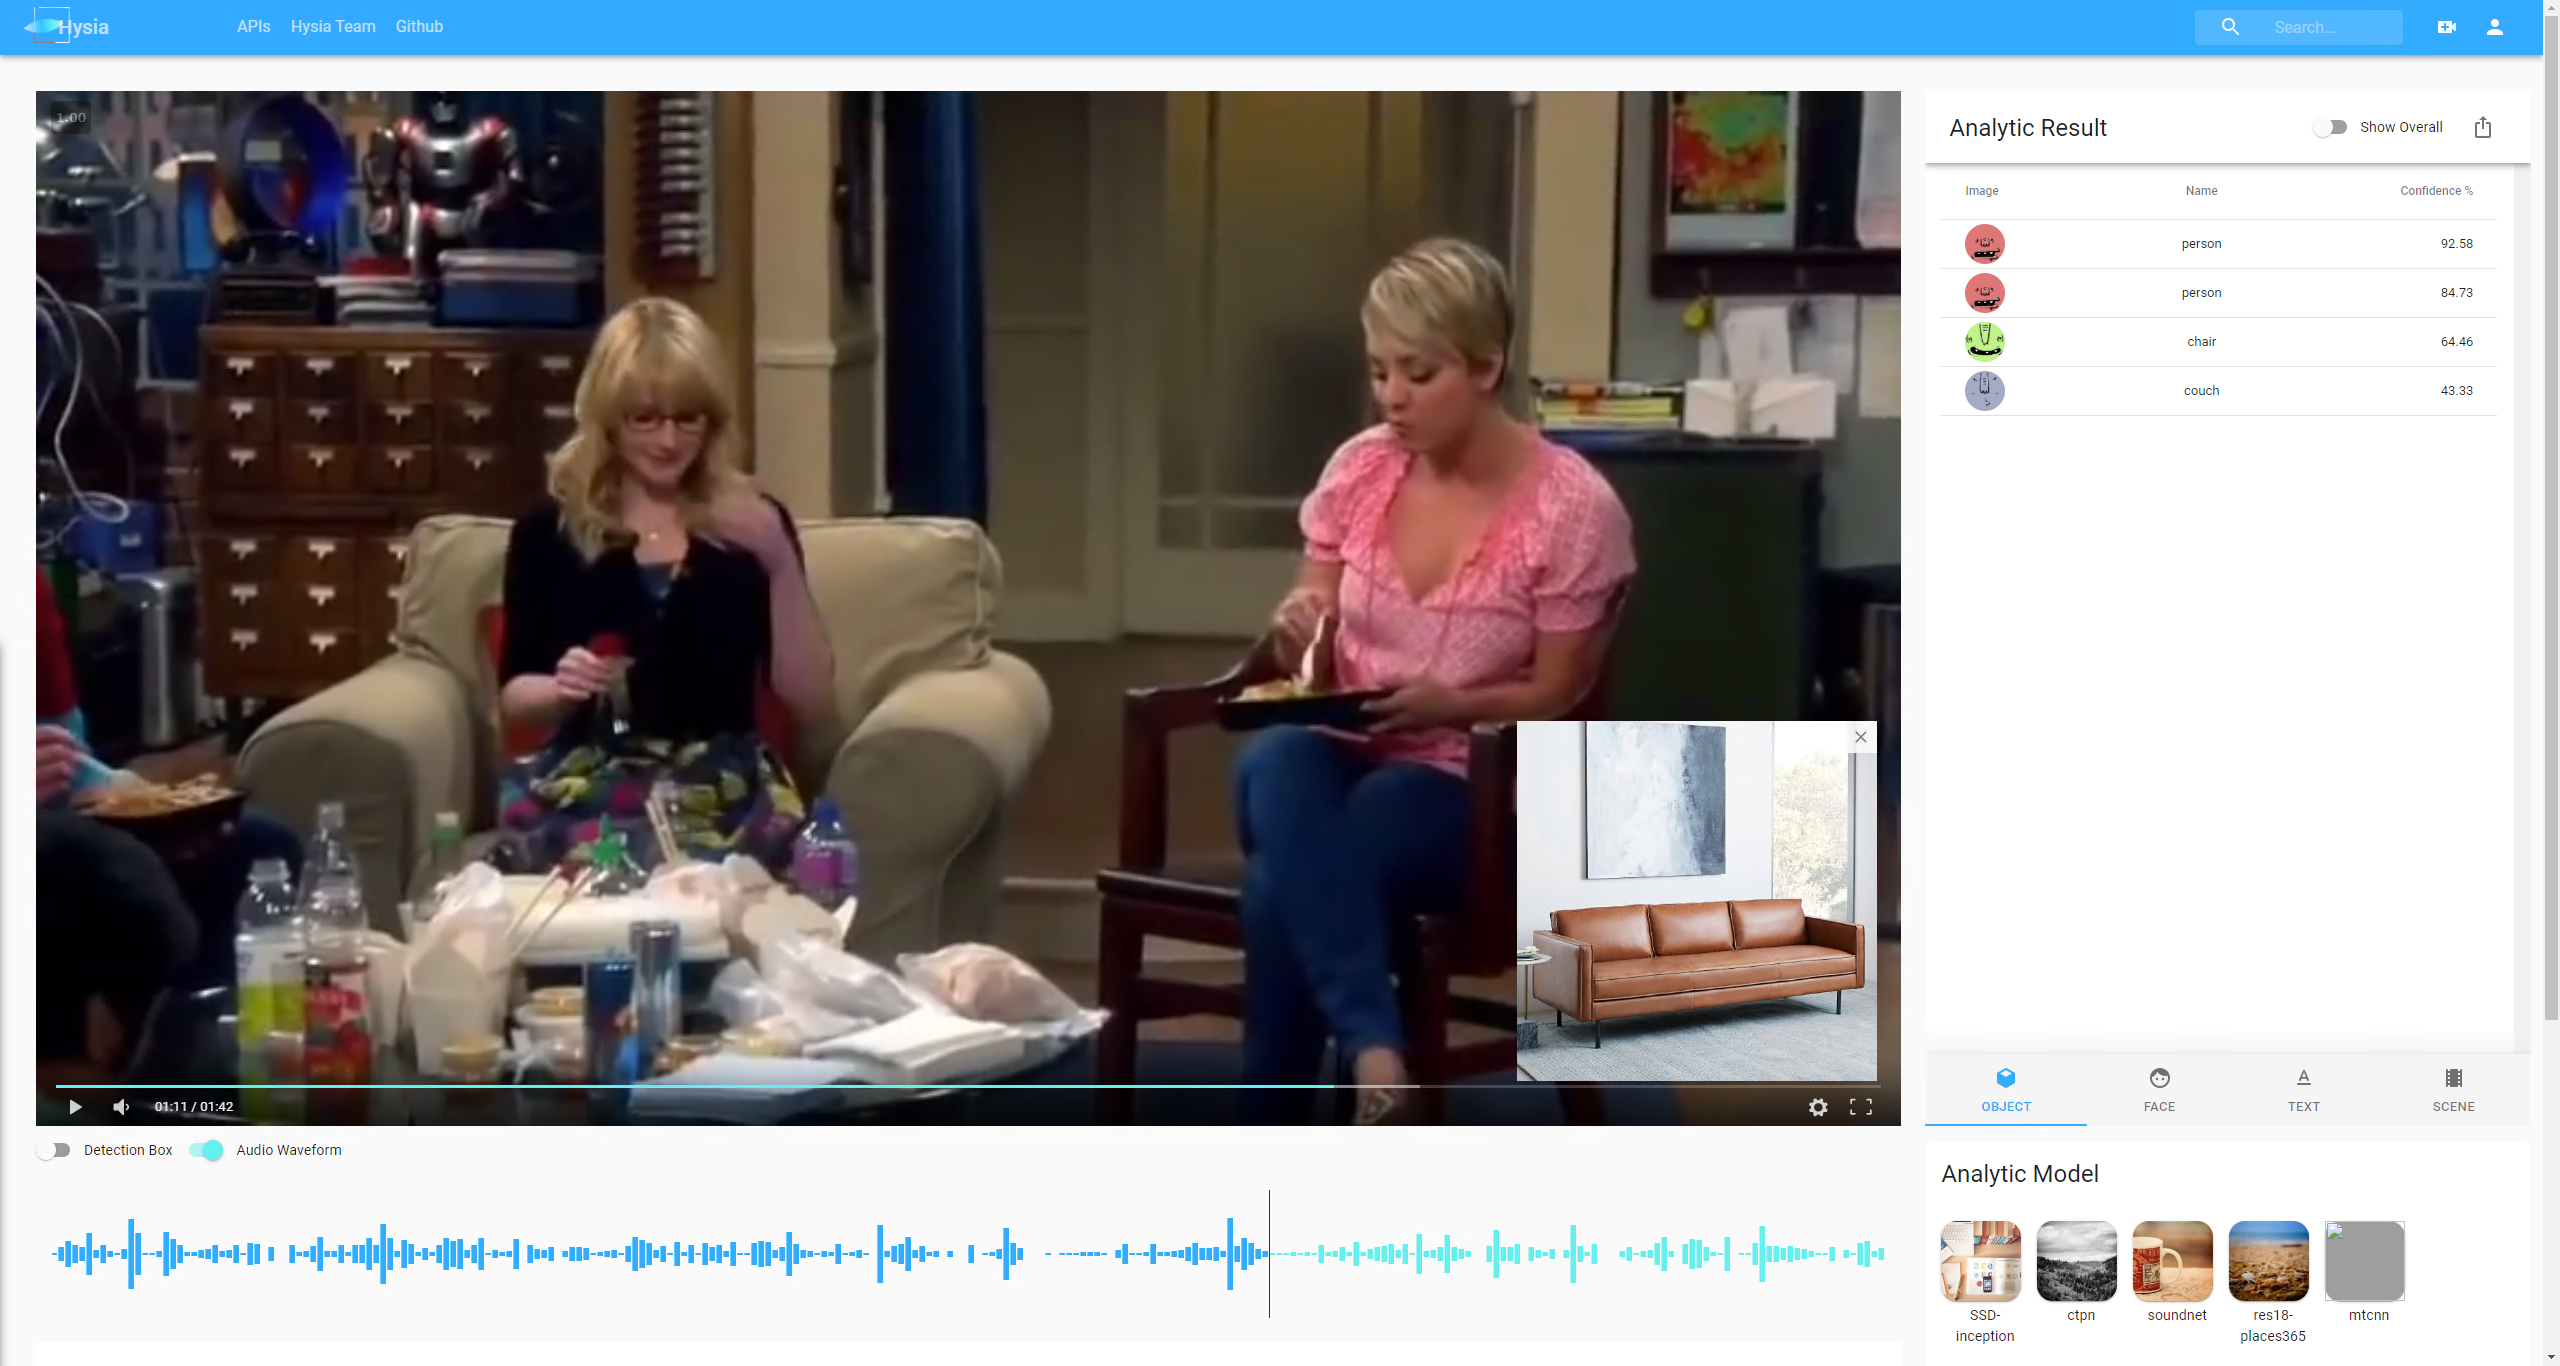 Hysia
APIs
Hysia Team
Github
Search...
1.00
Analytic Result
Show Overall
Image
Name
Confidence %
person
92.58
person
84.73
chair
64.46
couch
43.33
OBJECT
FACE
TEXT
SCENE
01:11 / 01:42
Detection Box
Audio Waveform
Analytic Model
SSD-
inception
ctpn
soundnet
res18-
places365
mtcnn